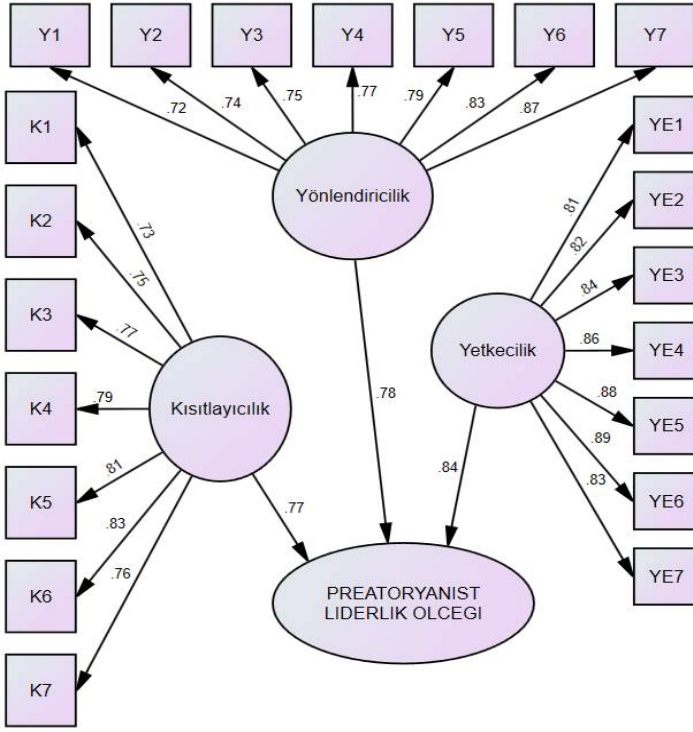 Y1
Y2
Y3
Y4
Y5
Y6
Y7
.72
.74
.75
.77
.79
.83
.87
Yönlendiricilik
K1
K2
K3
K4
K5
K6
K7
.73
.75
.77
.79
.81
.83
.76
Kısıtlayıcılık
YE1
YE2
YE3
YE4
YE5
YE6
YE7
.81
.82
.84
.86
.88
.89
.83
Yetkecilik
.77
.78
.84
PREATORYANIST
LIDERLIK OLCEGI